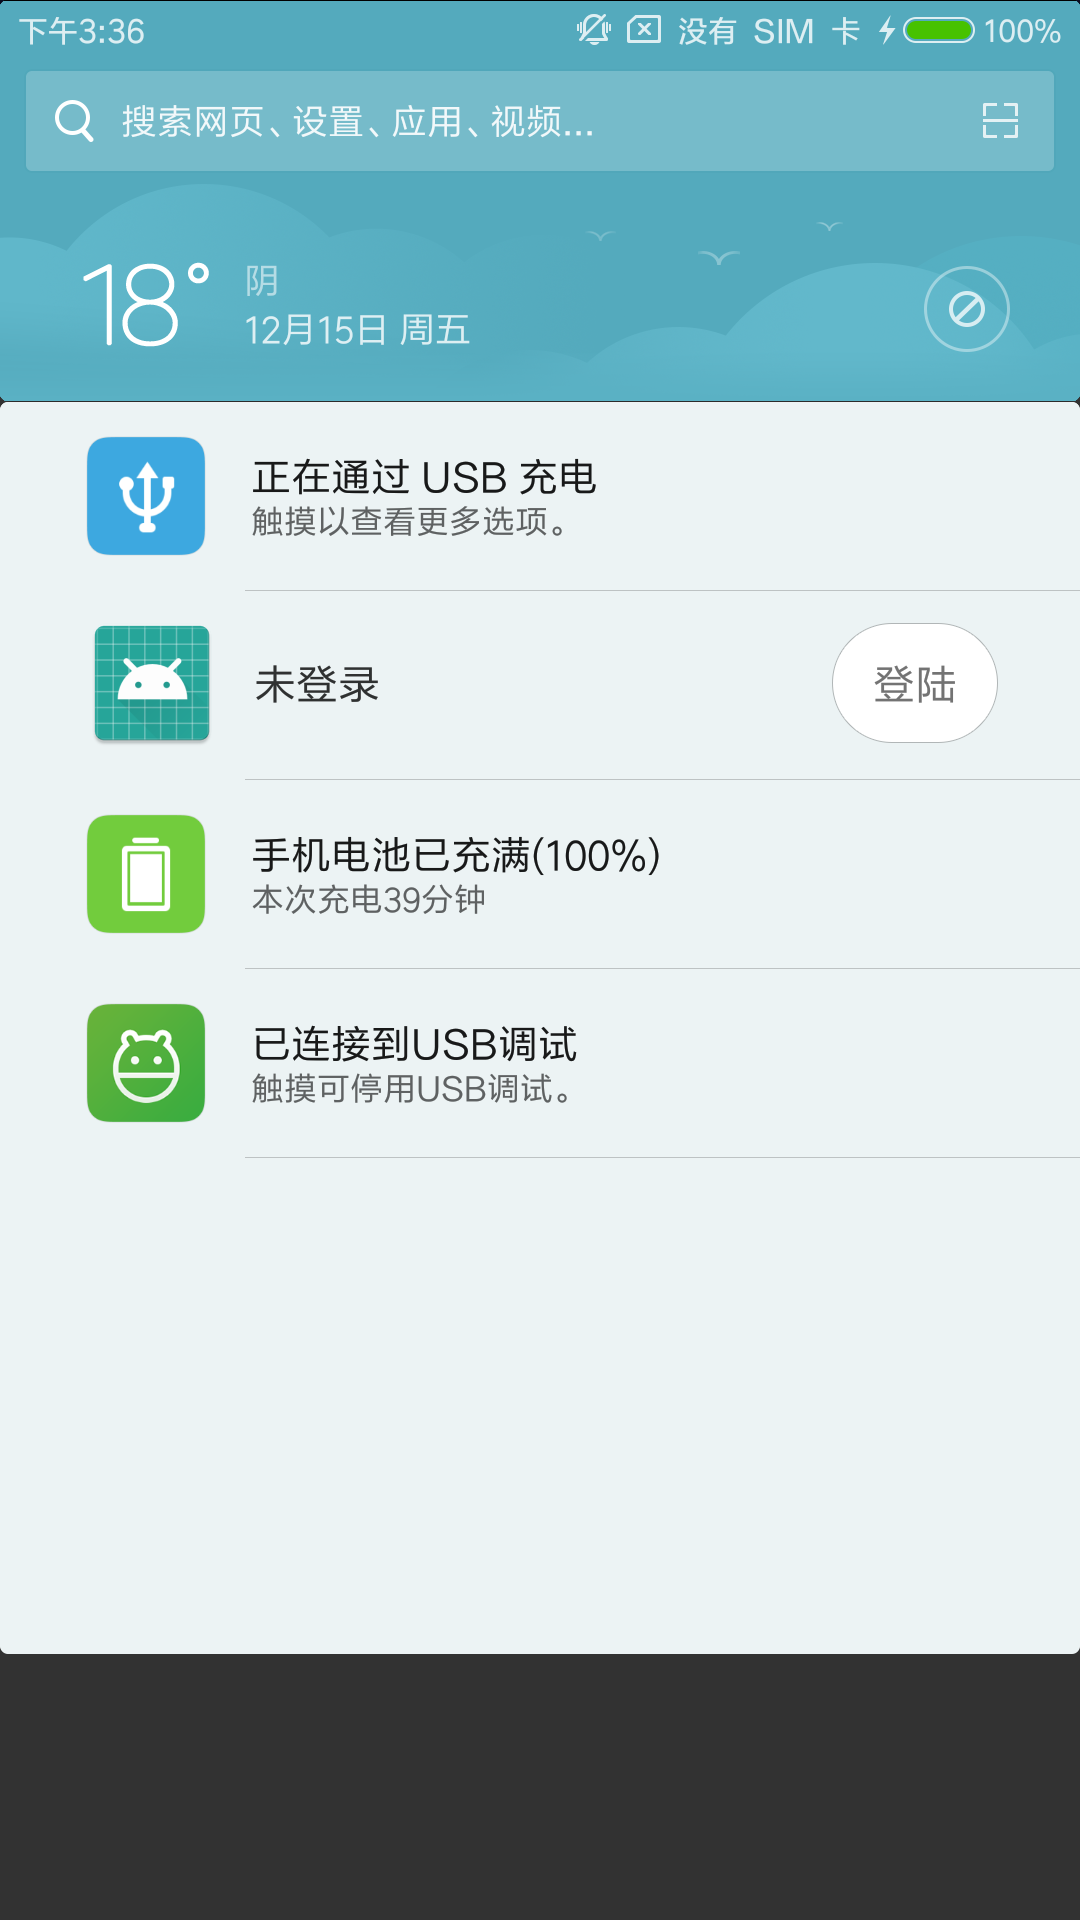 下午3:36 没有 SIM 卡 100%
搜索网页、设置、应用、视频...
18°
阴
12月15日 周五
正在通过 USB 充电
触摸以查看更多选项。
未登录 登陆
手机电池已充满(100%)
本次充电39分钟
已连接到USB调试
触摸可停用USB调试。